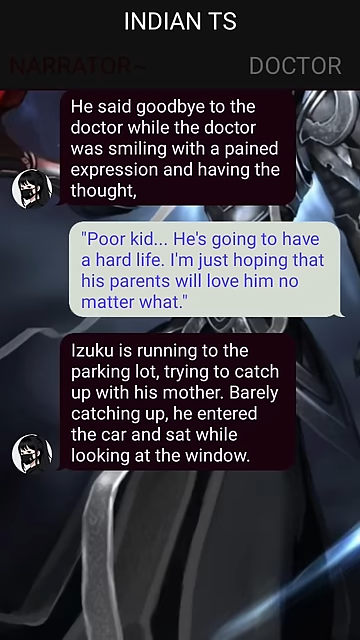 INDIAN TS
NARRATOR~
DOCTOR
He said goodbye to the
doctor while the doctor
was smiling with a pained
expression and having the
thought,
"Poor kid... He's going to have
a hard life. I'm just hoping that
his parents will love him no
matter what."
Izuku is running to the
parking lot, trying to catch
up with his mother. Barely
catching up, he entered
the car and sat while
looking at the window.